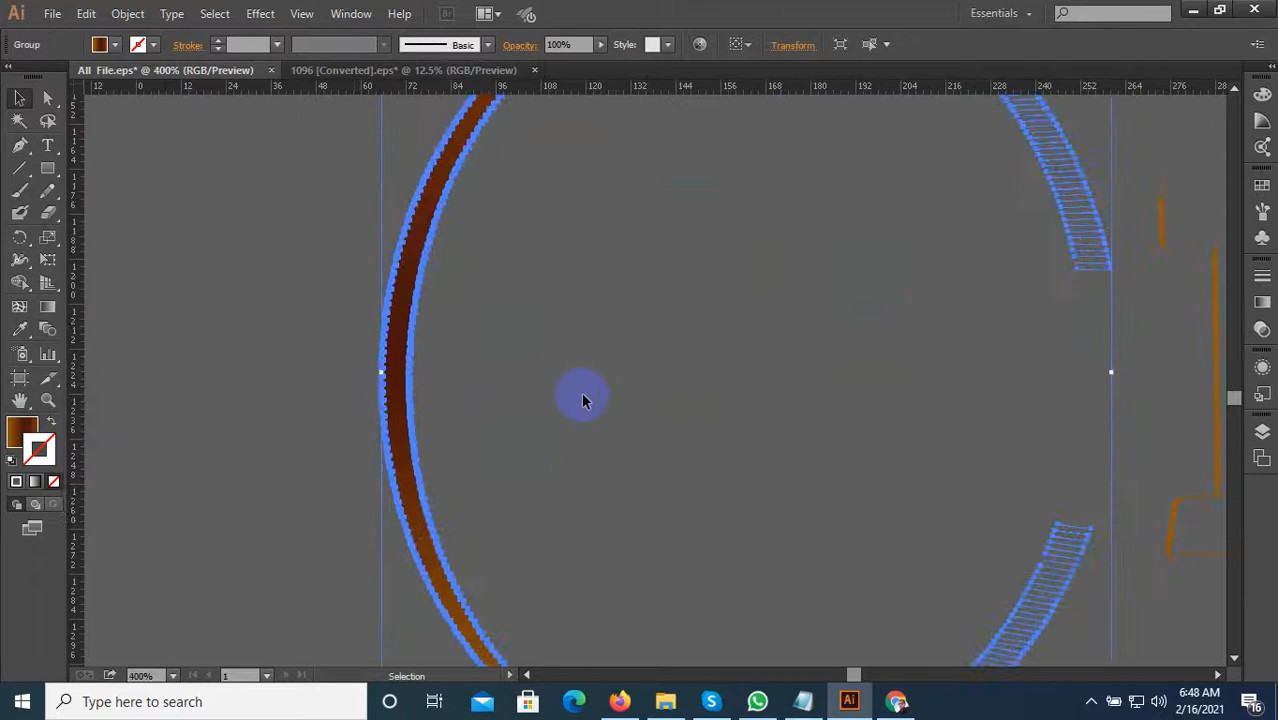 Ai File Edit Object Type Select Effect View Window Help Br Essentials
Group Stroke: Basic Opacity: 100% Style: Transform
All File.eps* @ 400% (RGB/Preview) × 1096 [Converted].eps* @ 12.5% (RGB/Preview) ×
12 0 12 24 36 48 60 72 84 96 108 120 132 144 156 168 180 192 204 216 228 240 252 264 276 28
400% 1 Selection
Type here to search
6:48 AM
2/16/2021
16